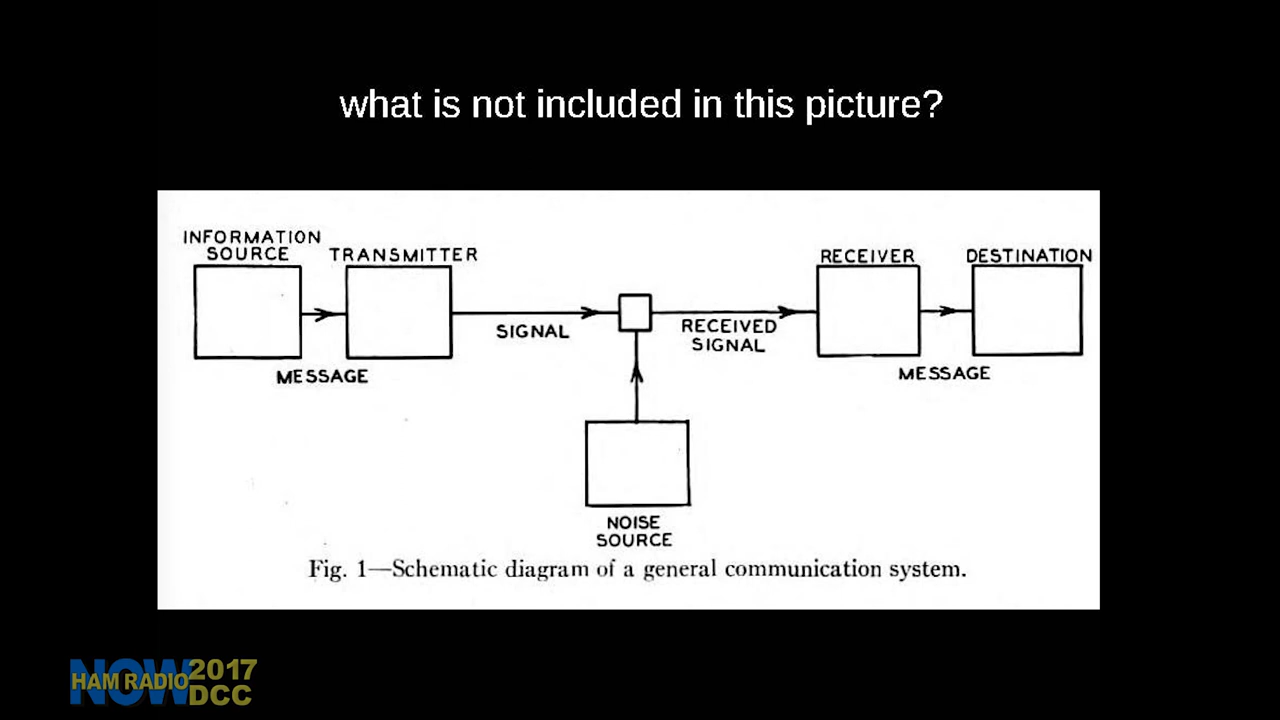 what is not included in this picture?
INFORMATION
SOURCE
TRANSMITTER
RECEIVER
DESTINATION
SIGNAL
RECEIVED
SIGNAL
MESSAGE
MESSAGE
NOISE
SOURCE
Fig. 1—Schematic diagram of a general communication system.
NOW
HAM RADIO
2017
DCC